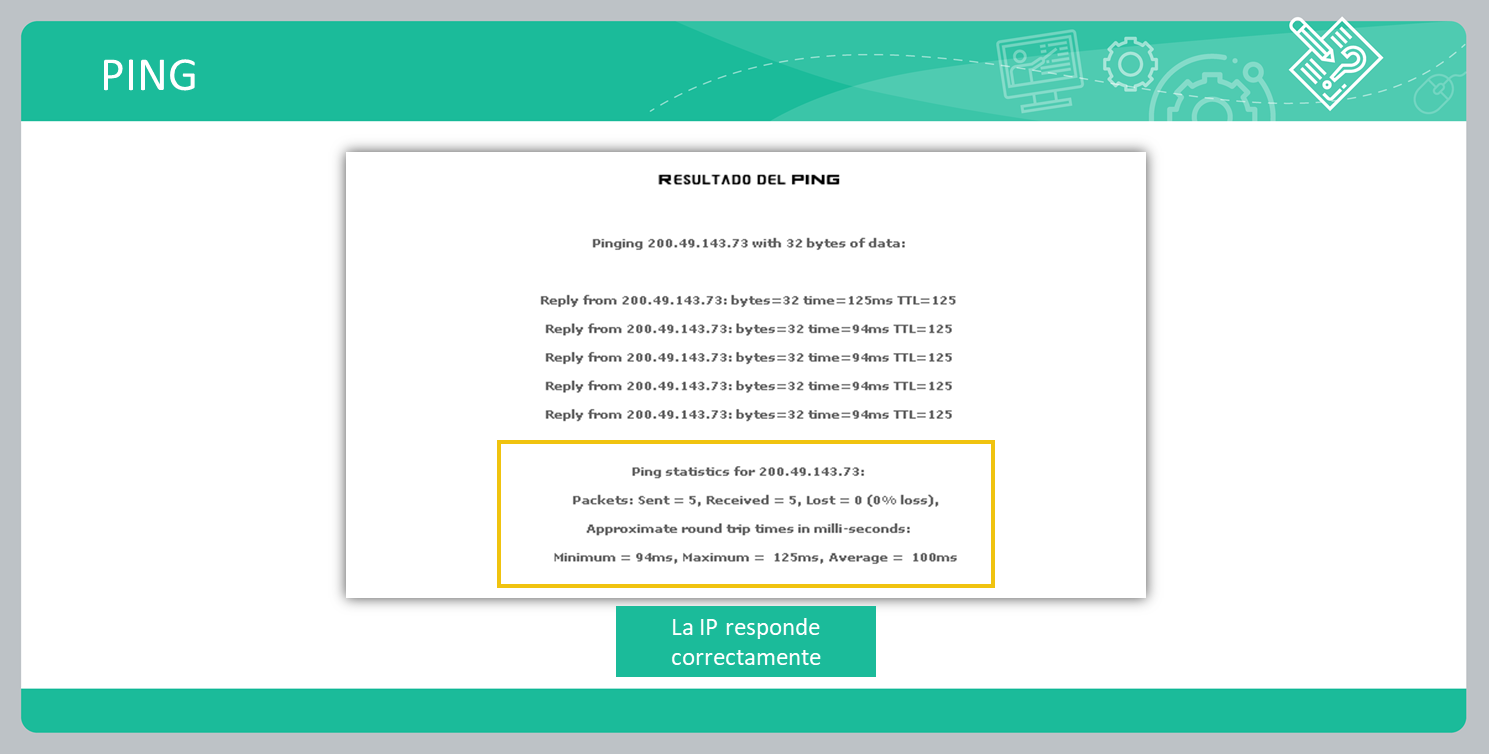 PING
RESULTADO DEL PING
Pinging 200.49.143.73 with 32 bytes of data:
Reply from 200.49.143.73: bytes=32 time=125ms TTL=125
Reply from 200.49.143.73: bytes=32 time=94ms TTL=125
Reply from 200.49.143.73: bytes=32 time=94ms TTL=125
Reply from 200.49.143.73: bytes=32 time=94ms TTL=125
Reply from 200.49.143.73: bytes=32 time=94ms TTL=125
Ping statistics for 200.49.143.73:
Packets: Sent = 5, Received = 5, Lost = 0 (0% loss),
Approximate round trip times in milli-seconds:
Minimum = 94ms, Maximum =  125ms, Average =  100ms
La IP responde
correctamente